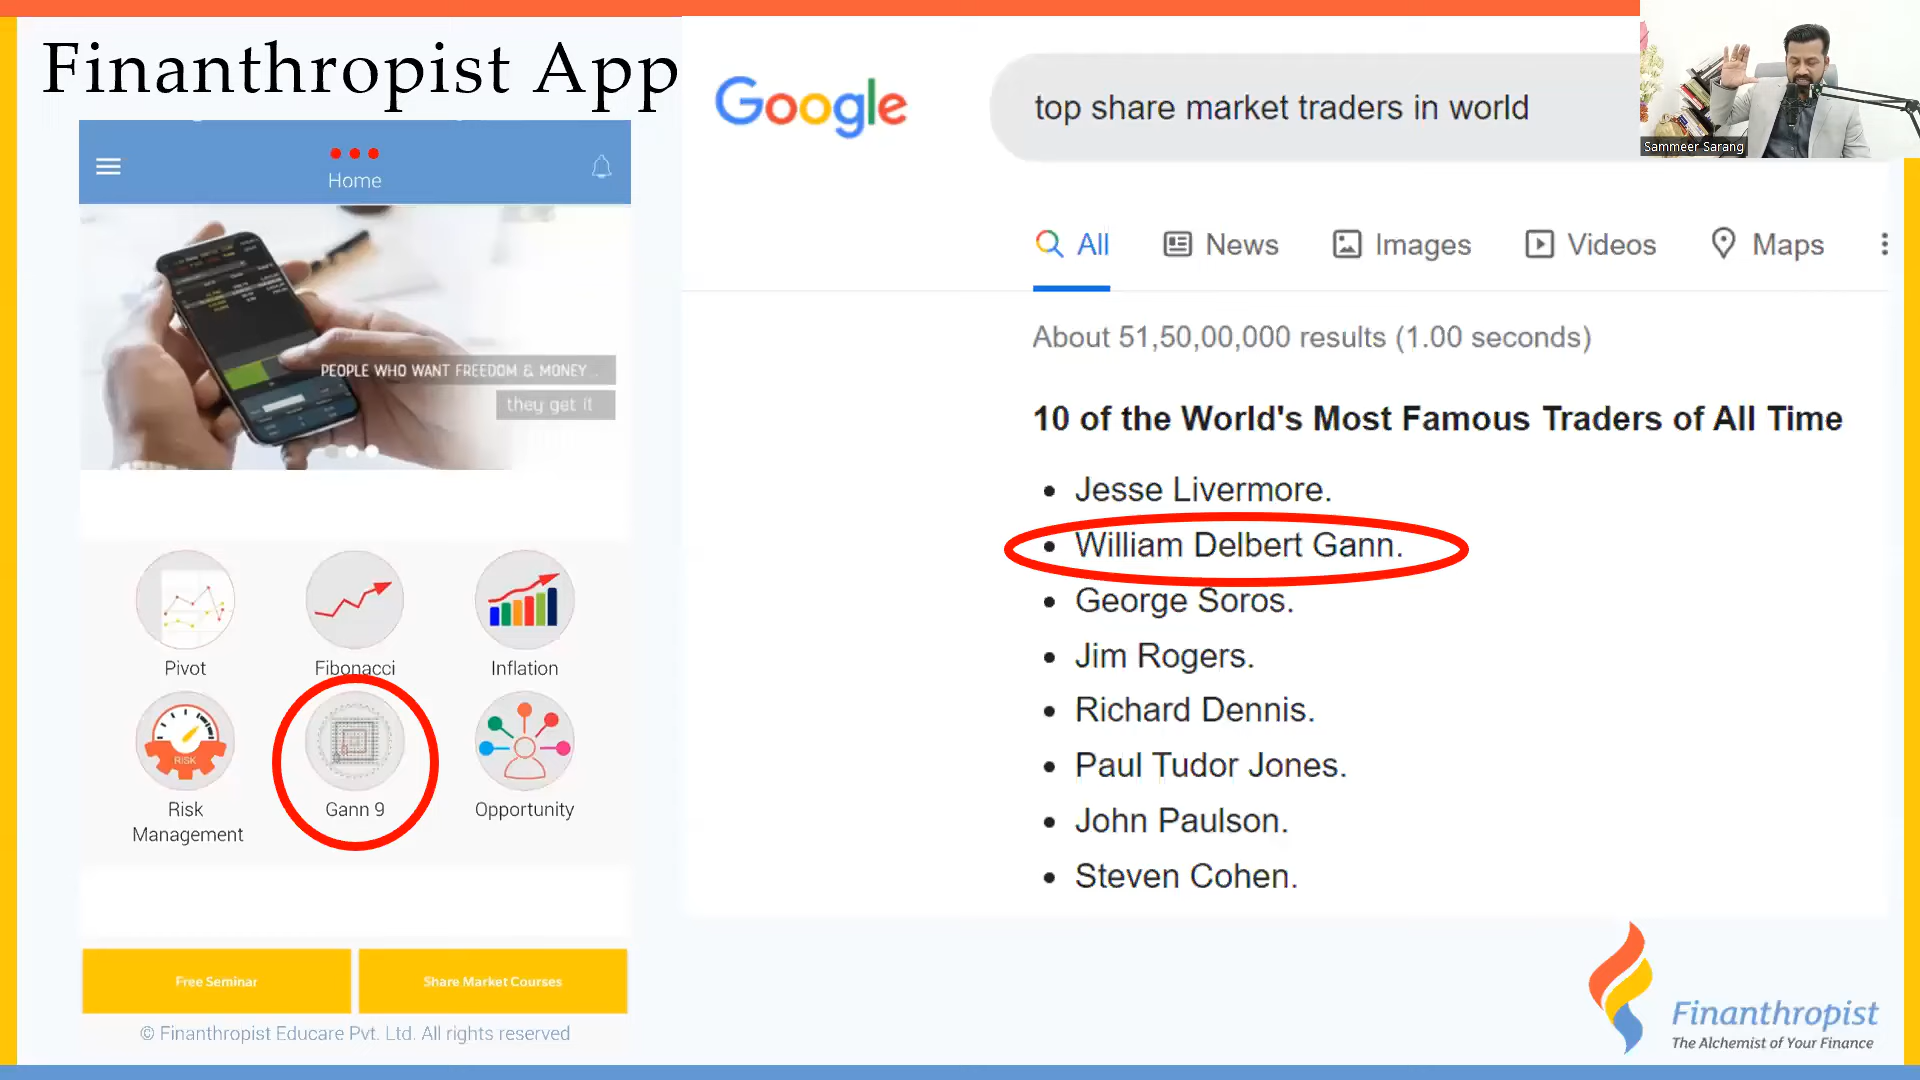 Finanthropist App
Home
PEOPLE WHO WANT FREEDOM & MONEY ..
they get it
Pivot
Fibonacci
Inflation
RISK
Risk
Management
Gann 9
Opportunity
Free Seminar
Share Market Courses
© Finanthropist Educare Pvt. Ltd. All rights reserved
Google
top share market traders in world
All
News
Images
Videos
Maps
About 51,50,00,000 results (1.00 seconds)
10 of the World's Most Famous Traders of All Time
• Jesse Livermore.
• William Delbert Gann.
• George Soros.
• Jim Rogers.
• Richard Dennis.
• Paul Tudor Jones.
• John Paulson.
• Steven Cohen.
Sammeer Sarang
Finanthropist
The Alchemist of Your Finance